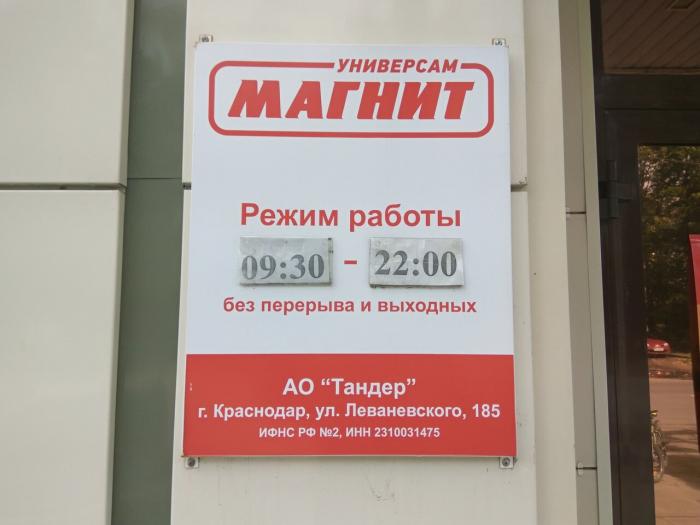 УНИВЕРСАМ
МАГНИТ
Режим работы
09:30 - 22:00
без перерыва и выходных
АО “Тандер”
г. Краснодар, ул. Леваневского, 185
ИФНС РФ №2, ИНН 2310031475